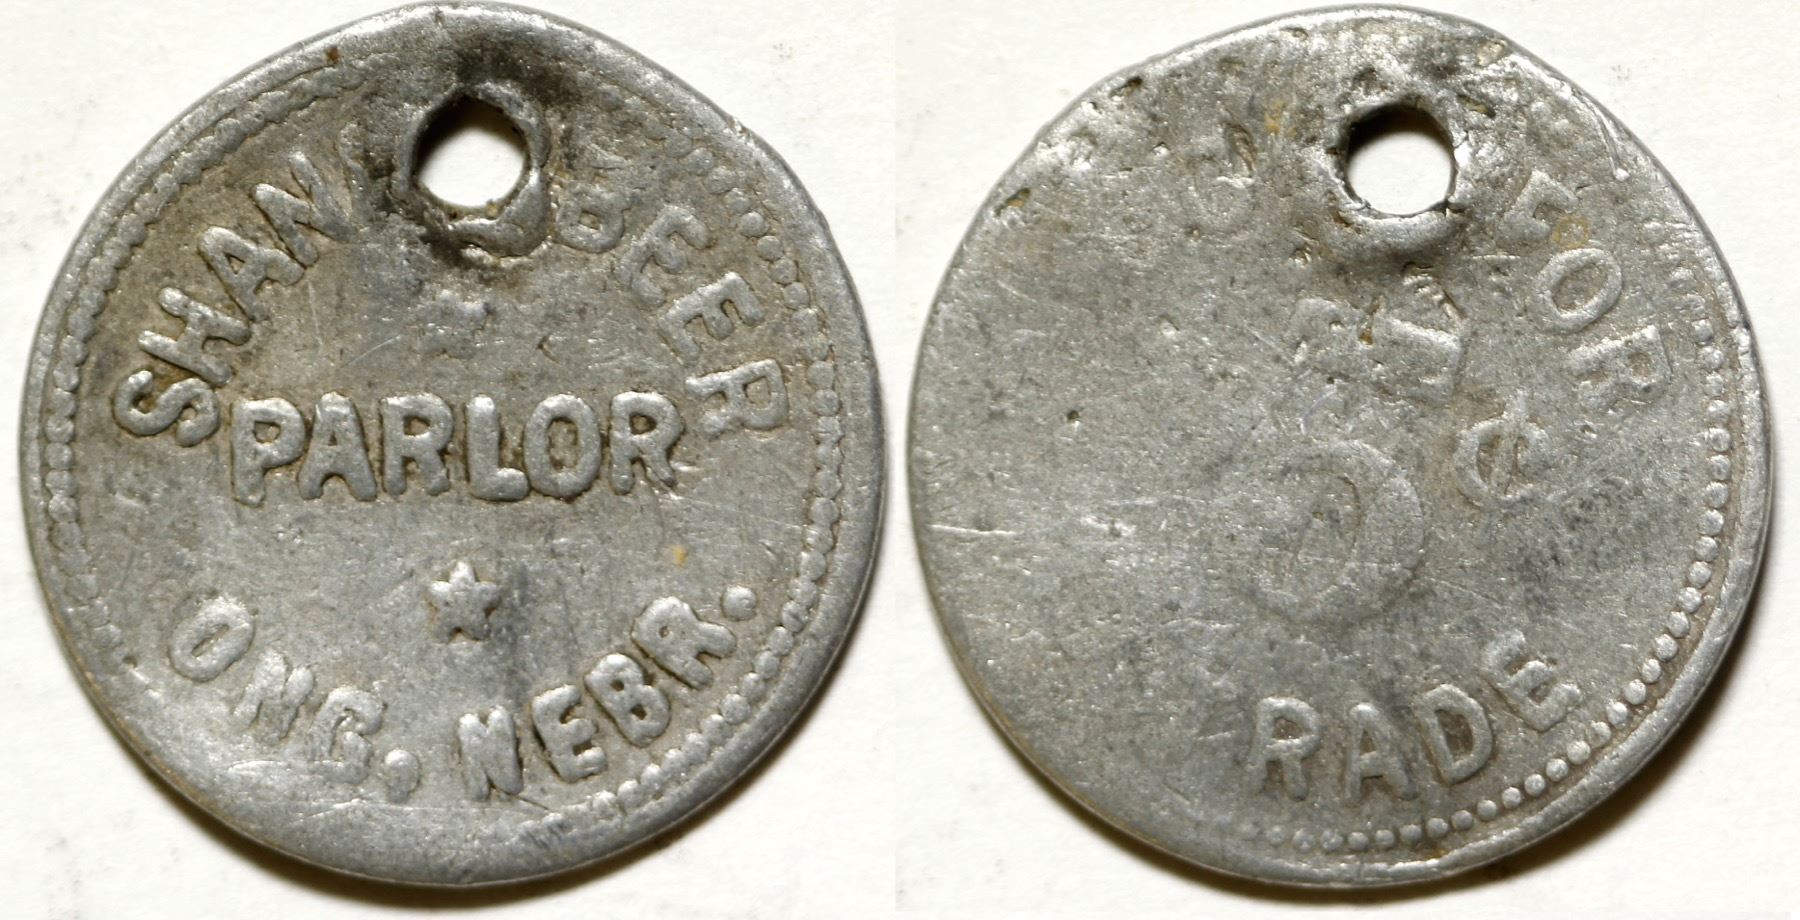 SHAN BEER
PARLOR
ONG, NEBR.
FOR
5¢
RADE